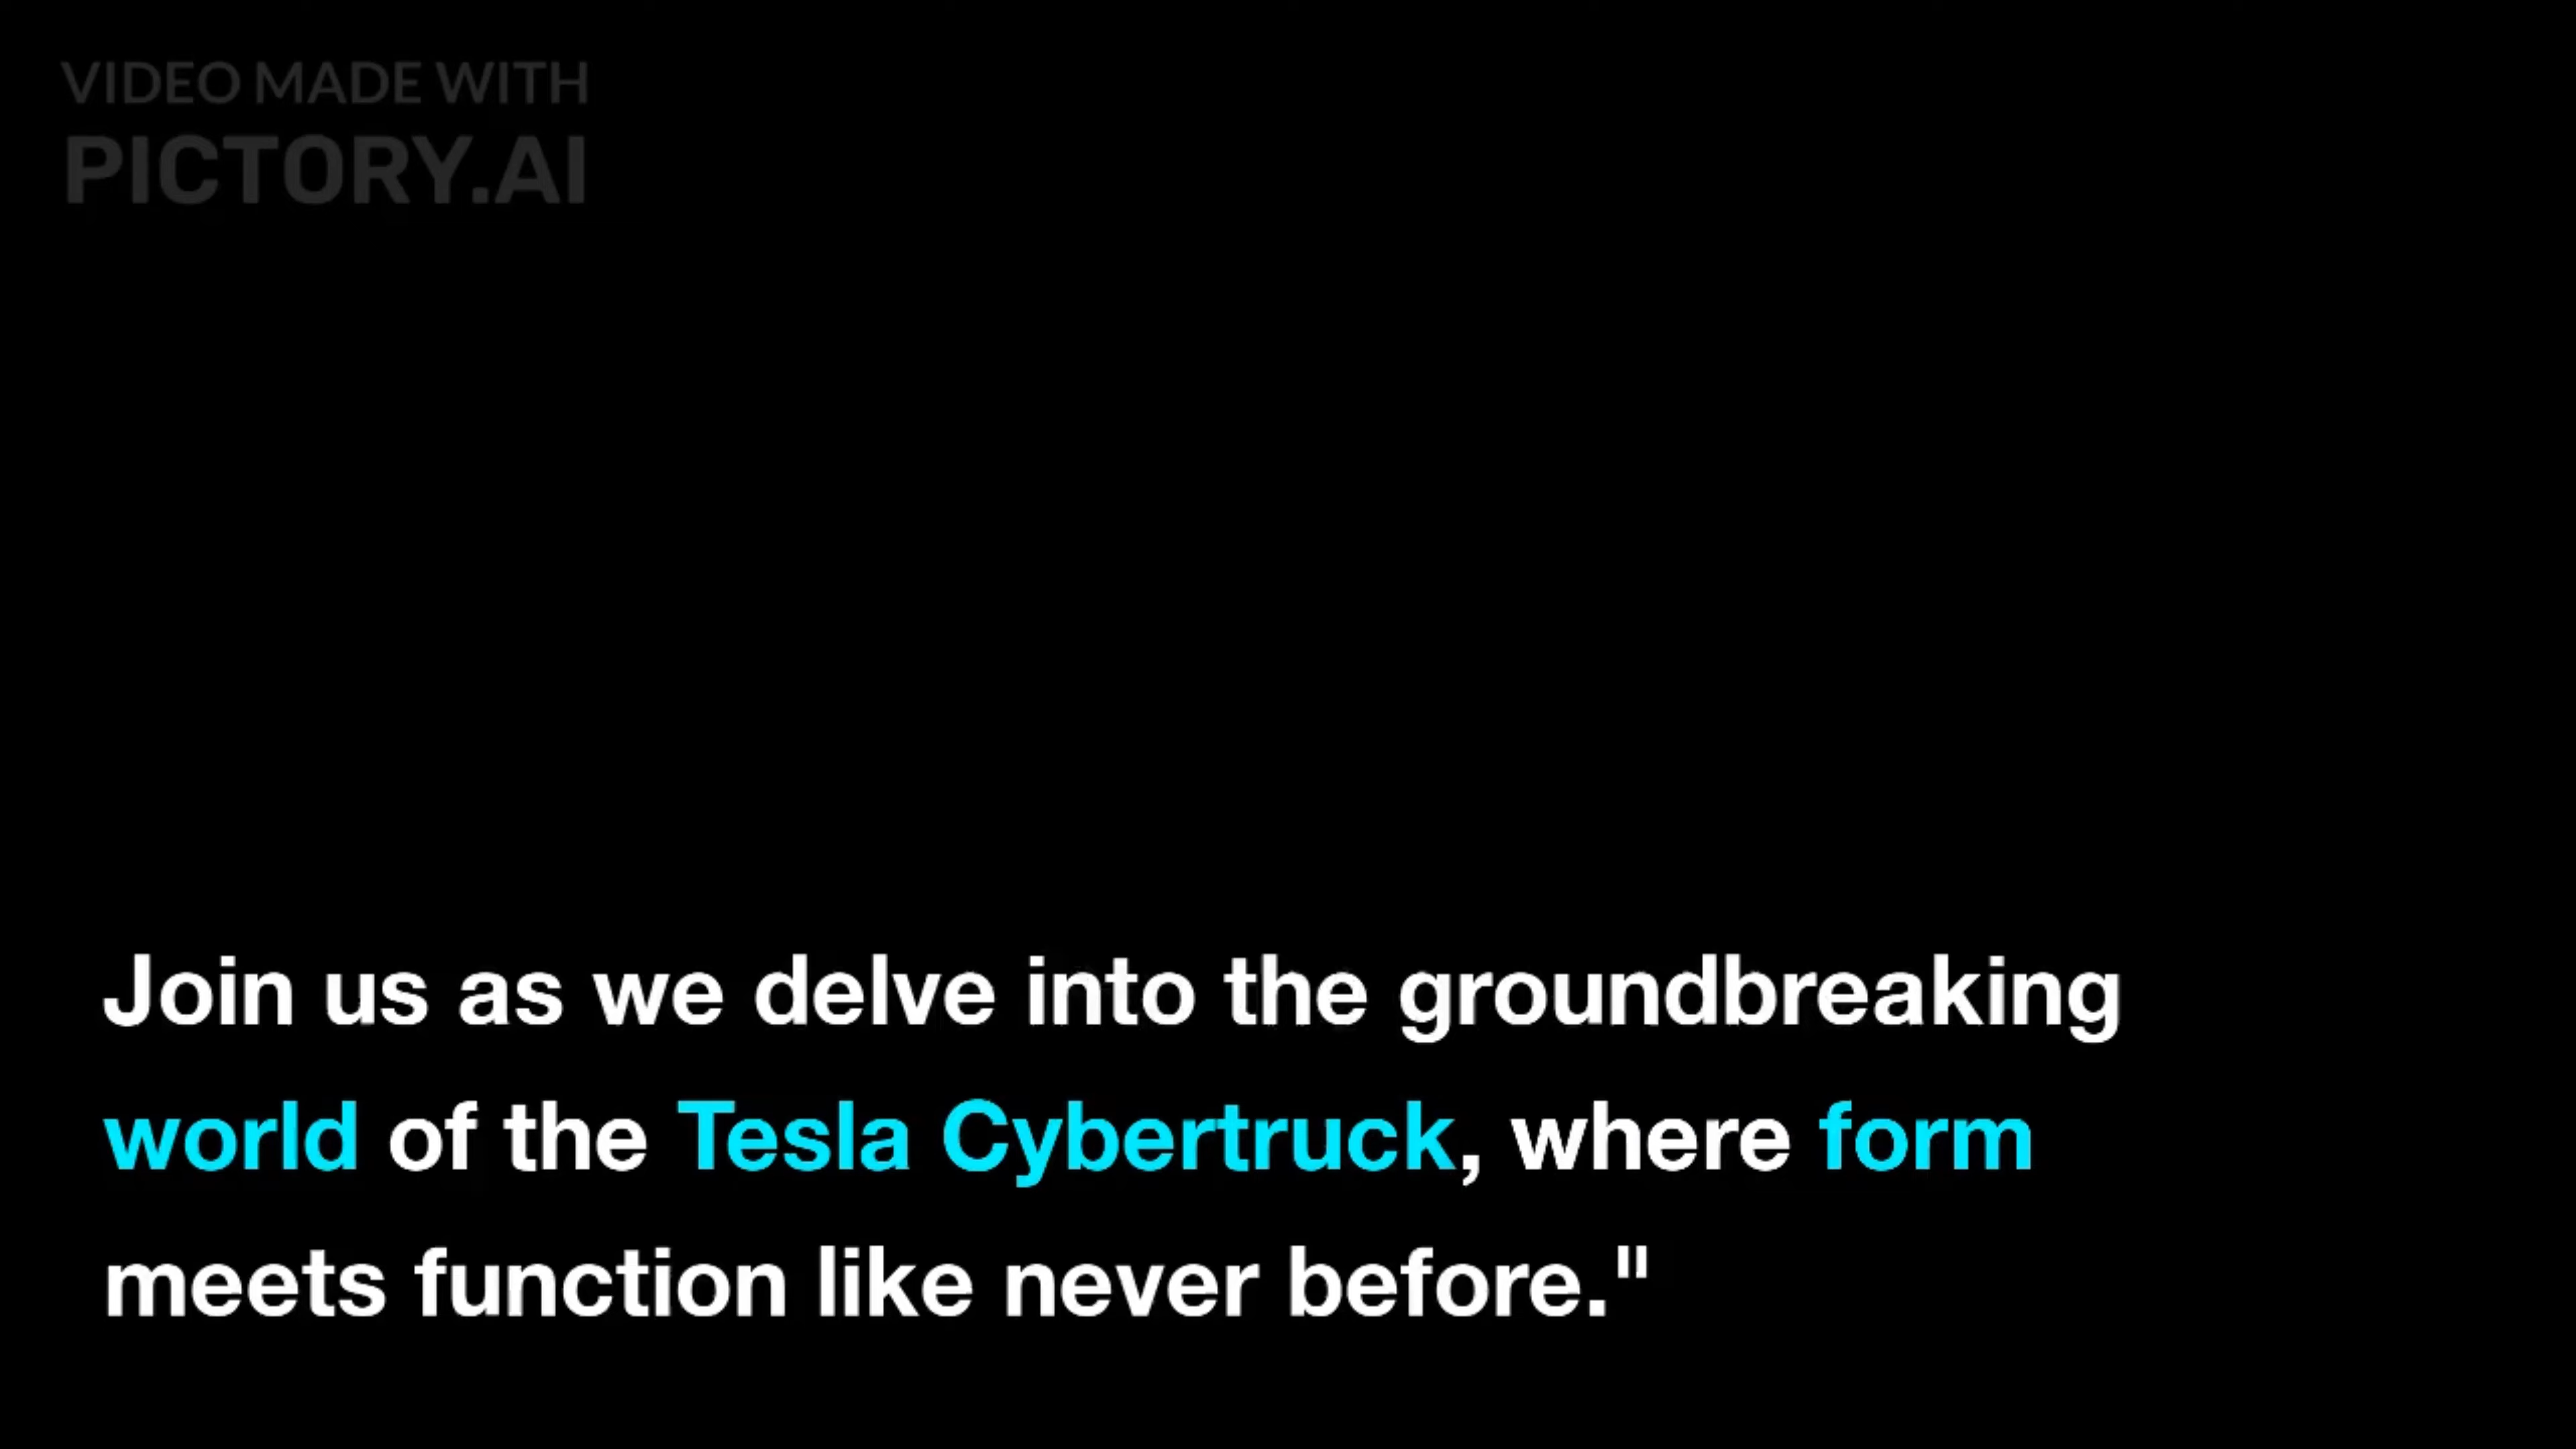 VIDEO MADE WITH
PICTORY.AI
Join us as we delve into the groundbreaking
world of the Tesla Cybertruck, where form
meets function like never before."